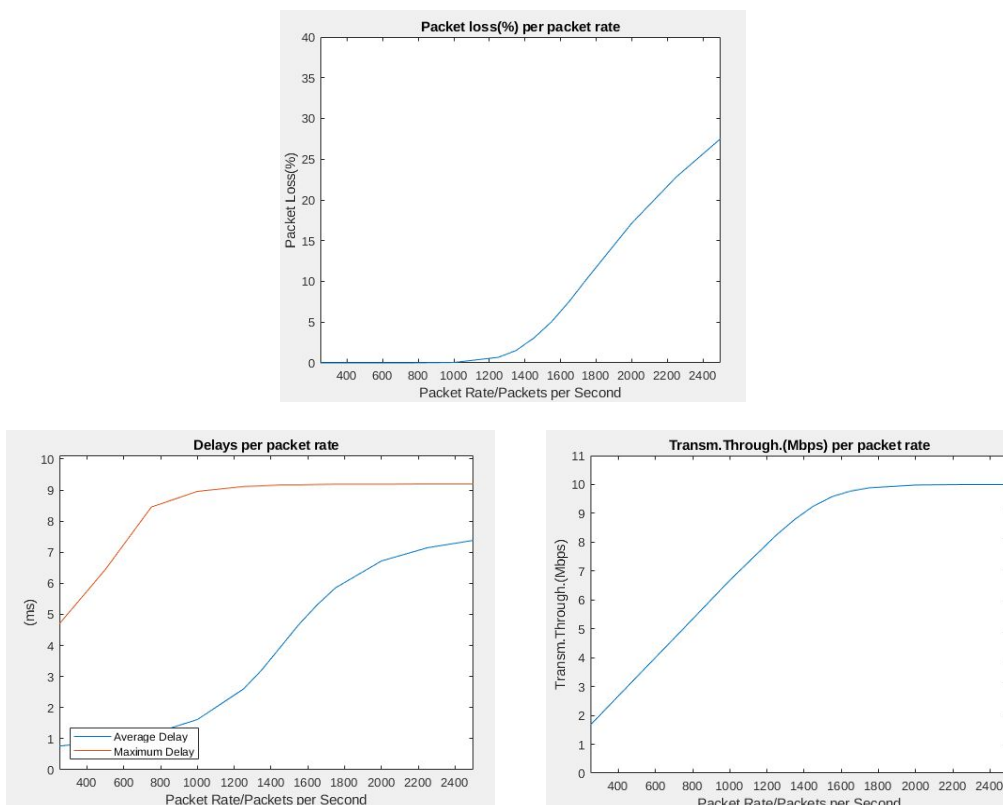 Packet loss(%) per packet rate
40
35
30
25
20
15
10
5
0
Packet Loss(%)
400 600 800 1000 1200 1400 1600 1800 2000 2200 2400
Packet Rate/Packets per Second
Delays per packet rate
10
9
8
7
6
5
4
3
2
1
0
(ms)
Average Delay
Maximum Delay
400 600 800 1000 1200 1400 1600 1800 2000 2200 2400
Packet Rate/Packets per Second
Transm.Through.(Mbps) per packet rate
11
10
9
8
7
6
5
4
3
2
1
0
Transm.Through.(Mbps)
400 600 800 1000 1200 1400 1600 1800 2000 2200 2400
Packet Rate/Packets per Second